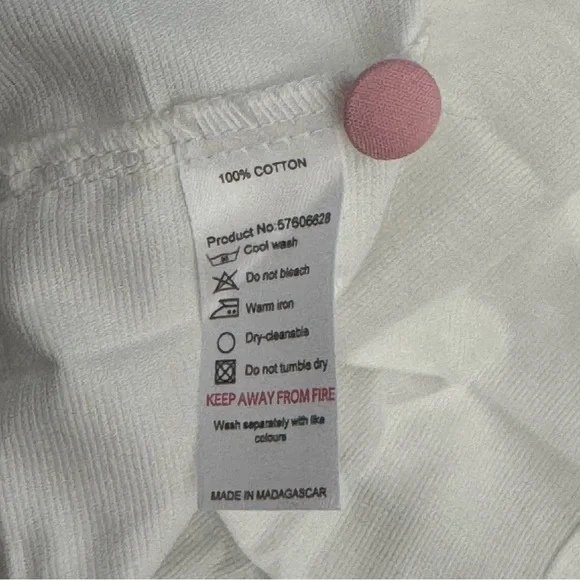 100% COTTON
Product No:57606628
Cool wash
Do not bleach
Warm iron
Dry-cleanable
Do not tumble dry
KEEP AWAY FROM FIRE
Wash separately with like
colours
MADE IN MADAGASCAR